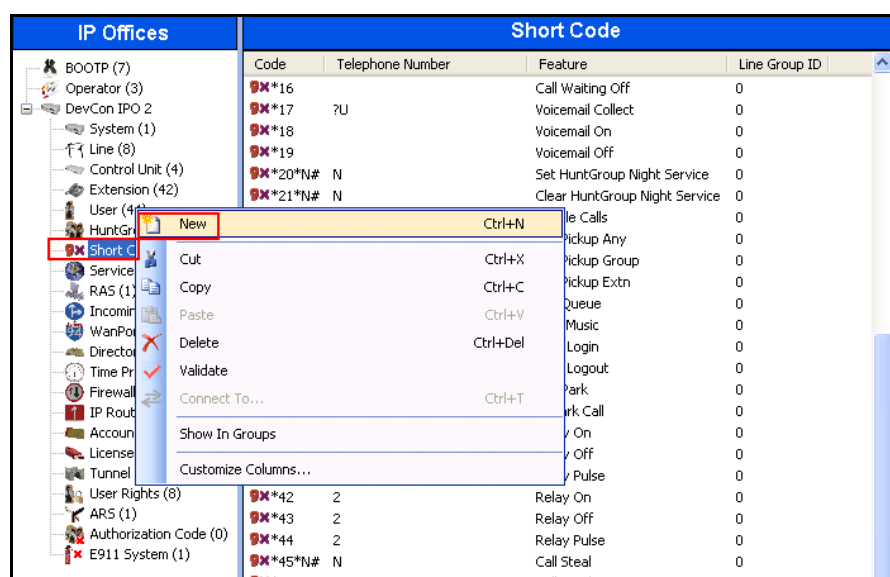 IP Offices
BOOTP (7)
Operator (3)
DevCon IPO 2
System (1)
Line (8)
Control Unit (4)
Extension (42)
User (44)
HuntGr
Short C
Service
RAS (1)
Incomin
WanPo
Directo
Time Pr
Firewall
IP Rout
Accoun
License
Tunnel
User Rights (8)
ARS (1)
Authorization Code (0)
E911 System (1)
Short Code
Code Telephone Number Feature Line Group ID
*16 Call Waiting Off 0
*17 ?U Voicemail Collect 0
*18 Voicemail On 0
*19 Voicemail Off 0
*20*N# N Set HuntGroup Night Service 0
*21*N# N Clear HuntGroup Night Service 0
le Calls 0
Pickup Any 0
Pickup Group 0
Pickup Extn 0
Queue 0
Music 0
Login 0
Logout 0
Park 0
rk Call 0
y On 0
y Off 0
y Pulse 0
*42 2 Relay On 0
*43 2 Relay Off 0
*44 2 Relay Pulse 0
*45*N# N Call Steal 0
New Ctrl+N
Cut Ctrl+X
Copy Ctrl+C
Paste Ctrl+V
Delete Ctrl+Del
Validate
Connect To... Ctrl+T
Show In Groups
Customize Columns...